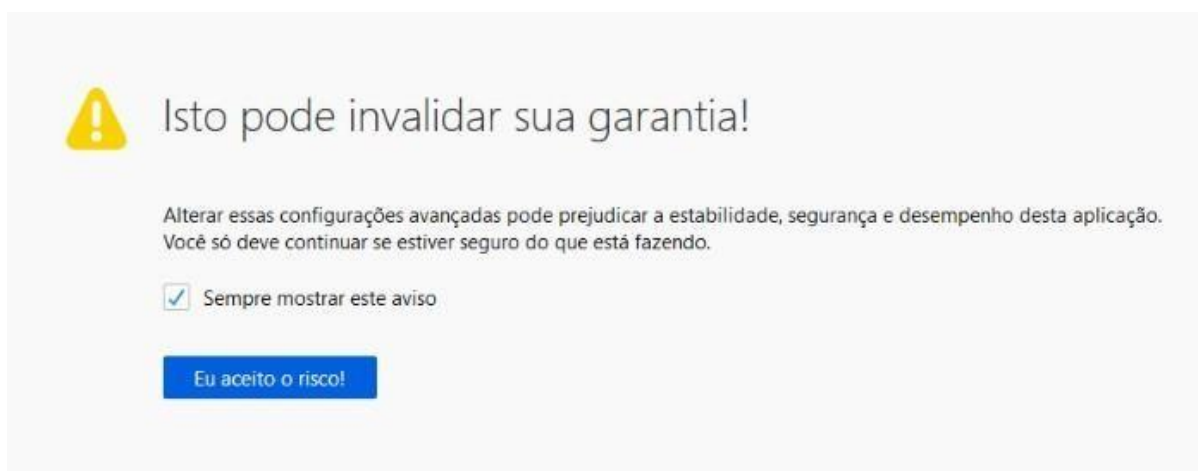 Isto pode invalidar sua garantia!
Alterar essas configurações avançadas pode prejudicar a estabilidade, segurança e desempenho desta aplicação.
Você só deve continuar se estiver seguro do que está fazendo.
Sempre mostrar este aviso
Eu aceito o risco!